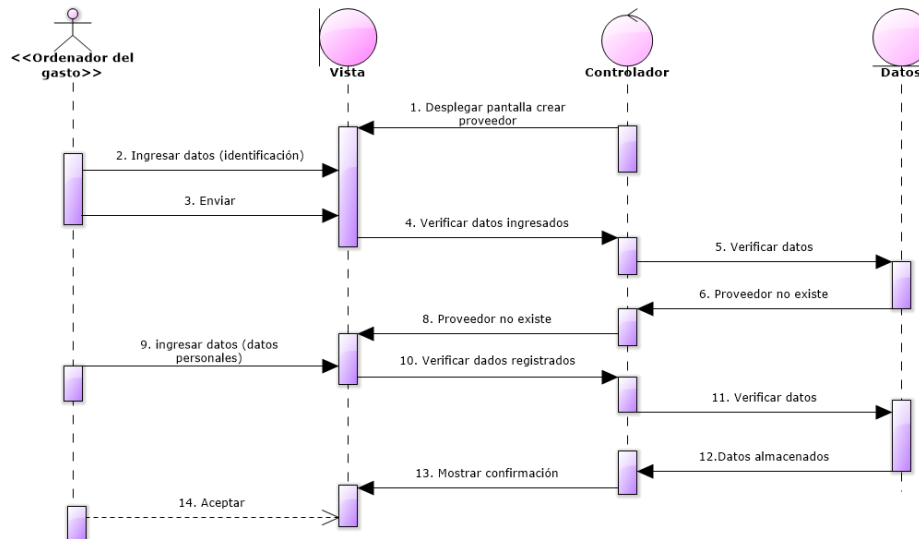 <<Ordenador del
gasto>>
Vista
Controlador
Datos
1. Desplegar pantalla crear
proveedor
2. Ingresar datos (identificación)
3. Enviar
4. Verificar datos ingresados
5. Verificar datos
6. Proveedor no existe
8. Proveedor no existe
9. ingresar datos (datos
personales)
10. Verificar dados registrados
11. Verificar datos
12.Datos almacenados
13. Mostrar confirmación
14. Aceptar